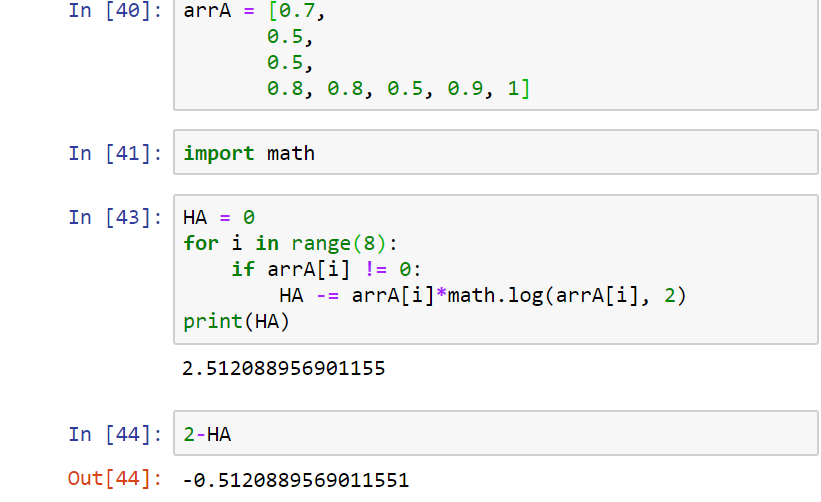 In [40]: arrA = [0.7,
0.5,
0.5,
0.8, 0.8, 0.5, 0.9, 1]
In [41]: import math
In [43]: HA = 0
for i in range(8):
    if arrA[i] != 0:
        HA -= arrA[i]*math.log(arrA[i], 2)
print(HA)
2.512088956901155
In [44]: 2-HA
Out[44]: -0.5120889569011551